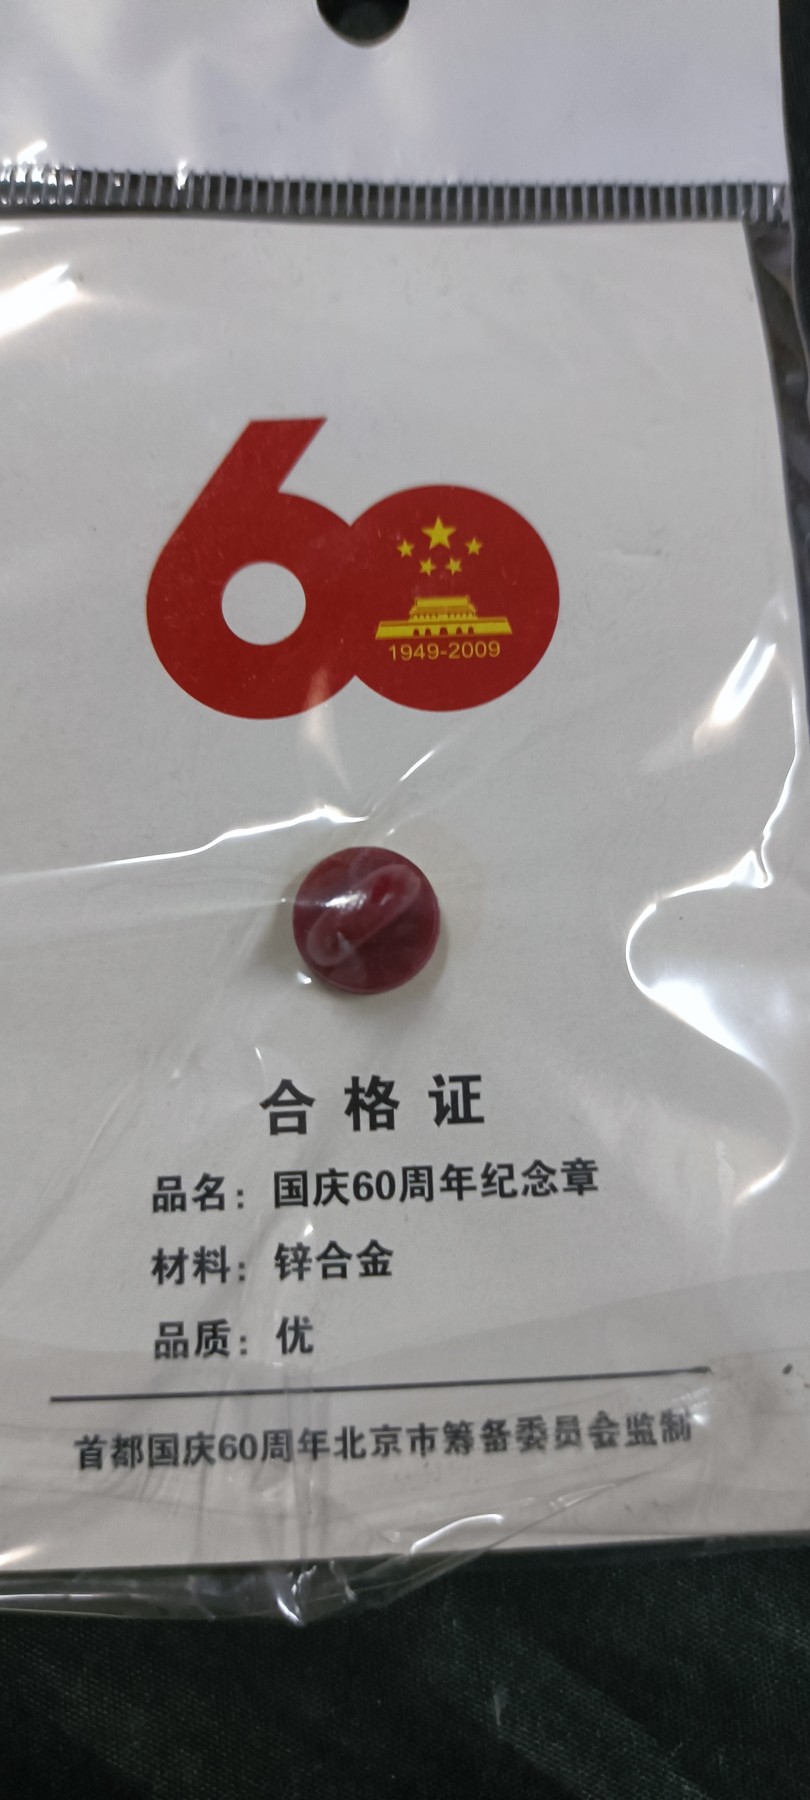 60
1949-2009
合格证
品名：国庆60周年纪念章
材料：锌合金
品质：优
首都国庆60周年北京市筹备委员会监制